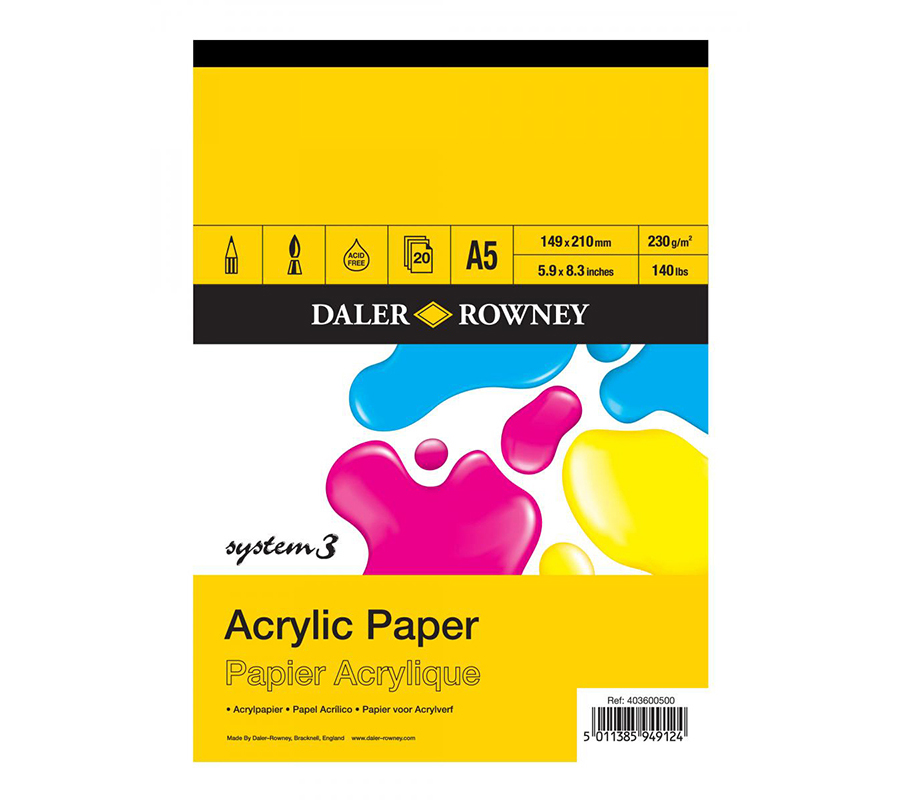 ACID
FREE
20
A5
149 x 210 mm
5.9 x 8.3 inches
230 g/m²
140 lbs
DALER ROWNEY
system 3
Acrylic Paper
Papier Acrylique
• Acrylpapier • Papel Acrílico • Papier voor Acrylverf
Made By Daler-Rowney, Bracknell, England www.daler-rowney.com
Ref: 403600500
5 011385 949124